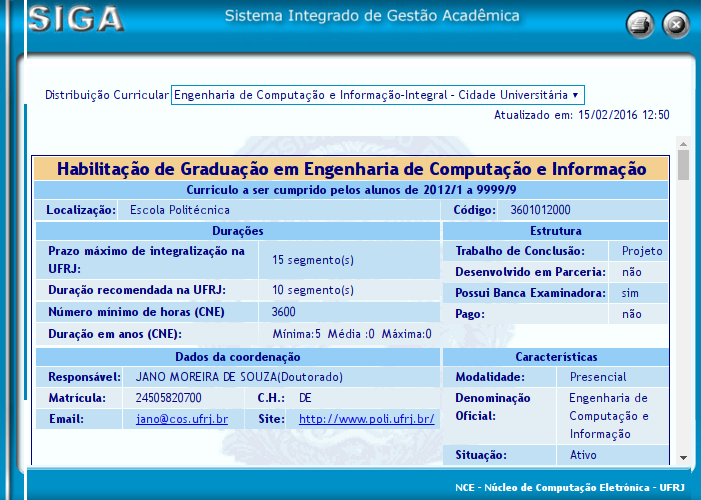 SIGA
Sistema Integrado de Gestão Acadêmica
Distribuição Curricular Engenharia de Computação e Informação-Integral - Cidade Universitária
Atualizado em: 15/02/2016 12:50
Habilitação de Graduação em Engenharia de Computação e Informação
Curriculo a ser cumprido pelos alunos de 2012/1 a 9999/9
Localização: Escola Politécnica Código: 3601012000
Durações
Prazo máximo de integralização na
UFRJ: 15 segmento(s)
Duração recomendada na UFRJ: 10 segmento(s)
Número mínimo de horas (CNE) 3600
Duração em anos (CNE): Mínima:5 Média :0 Máxima:0
Estrutura
Trabalho de Conclusão: Projeto
Desenvolvido em Parceria: não
Possui Banca Examinadora: sim
Pago: não
Dados da coordenação
Responsável: JANO MOREIRA DE SOUZA(Doutorado)
Matrícula: 24505820700 C.H.: DE
Email: jano@cos.ufrj.br Site: http://www.poli.ufrj.br/
Características
Modalidade: Presencial
Denominação Oficial: Engenharia de
Computação e
Informação
Situação: Ativo
NCE - Núcleo de Computação Eletrônica - UFRJ